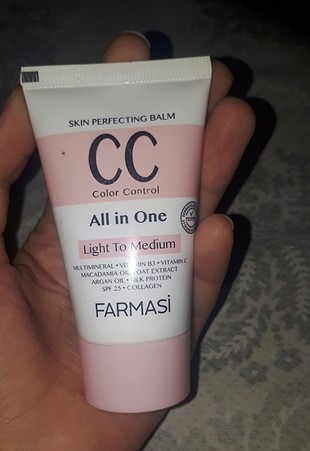 SKIN PERFECTING BALM
CC
Color Control
All in One
Light To Medium
MULTIMINERAL • VITAMIN B3 • VITAMIN C
MACADAMIA OIL • OAT EXTRACT
ARGAN OIL • SILK PROTEIN
SPF 25 • COLLAGEN
FARMASİ